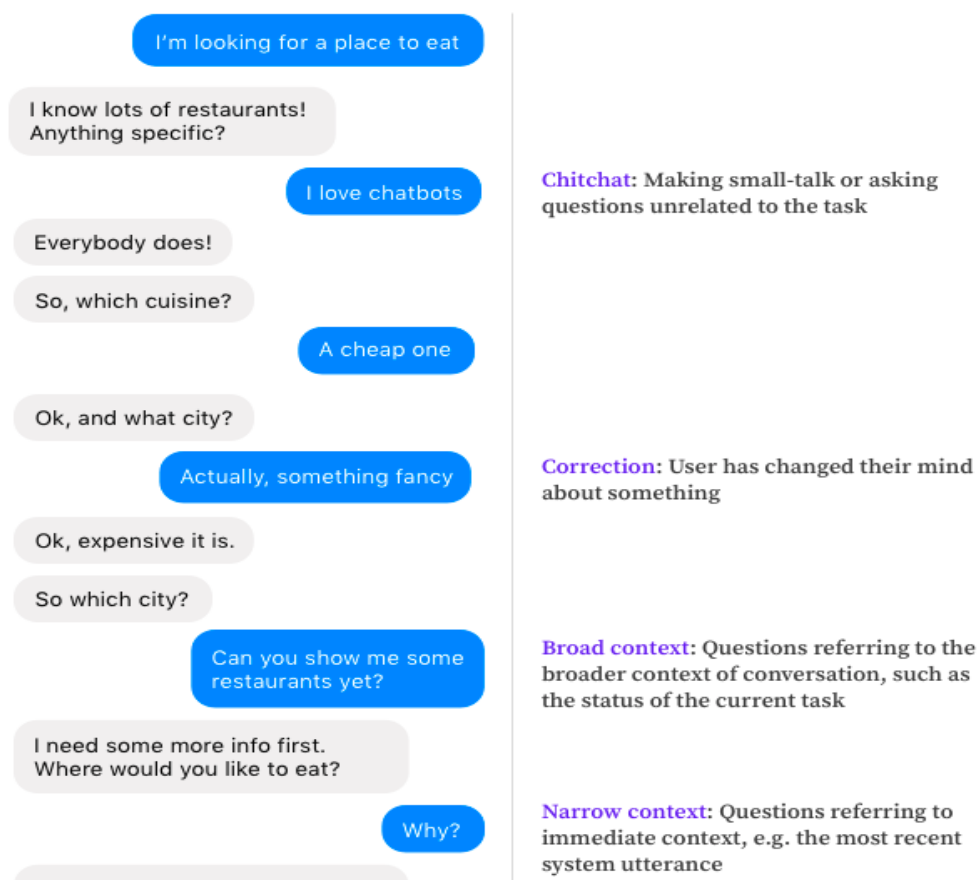 I'm looking for a place to eat
I know lots of restaurants!
Anything specific?
I love chatbots
Chitchat: Making small-talk or asking
questions unrelated to the task
Everybody does!
So, which cuisine?
A cheap one
Ok, and what city?
Actually, something fancy
Correction: User has changed their mind
about something
Ok, expensive it is.
So which city?
Can you show me some
restaurants yet?
Broad context: Questions referring to the
broader context of conversation, such as
the status of the current task
I need some more info first.
Where would you like to eat?
Why?
Narrow context: Questions referring to
immediate context, e.g. the most recent
system utterance